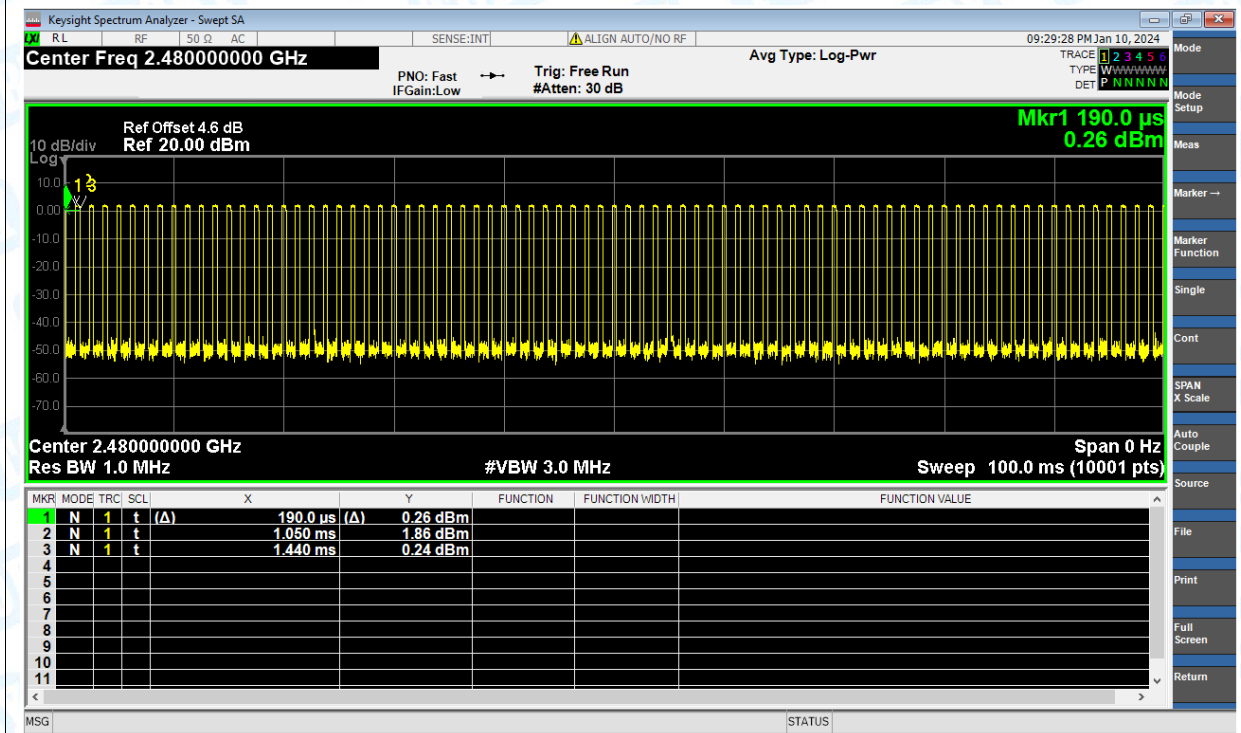 Keysight Spectrum Analyzer - Swept SA
LXI RL RF 50 Ω AC SENSE:INT ALIGN AUTO/NO RF 09:29:28 PM Jan 10, 2024
Center Freq 2.480000000 GHz
PNO: Fast
IFGain:Low
Trig: Free Run
#Atten: 30 dB
Avg Type: Log-Pwr
TRACE 1 2 3 4 5 6
TYPE WWWWWW
DET P N N N N N
Mkr1 190.0 µs
0.26 dBm
Ref Offset 4.6 dB
10 dB/div Ref 20.00 dBm
Log
10.0
0.00
-10.0
-20.0
-30.0
-40.0
-50.0
-60.0
-70.0
1 3
Center 2.480000000 GHz Span 0 Hz
Res BW 1.0 MHz #VBW 3.0 MHz Sweep 100.0 ms (10001 pts)
MKR MODE TRC SCL X Y FUNCTION FUNCTION WIDTH FUNCTION VALUE
1 N 1 t (Δ) 190.0 µs (Δ) 0.26 dBm
2 N 1 t 1.050 ms 1.86 dBm
3 N 1 t 1.440 ms 0.24 dBm
4
5
6
7
8
9
10
11
MSG STATUS
Mode
Mode
Setup
Meas
Marker →
Marker
Function
Single
Cont
SPAN
X Scale
Auto
Couple
Source
File
Print
Full
Screen
Return